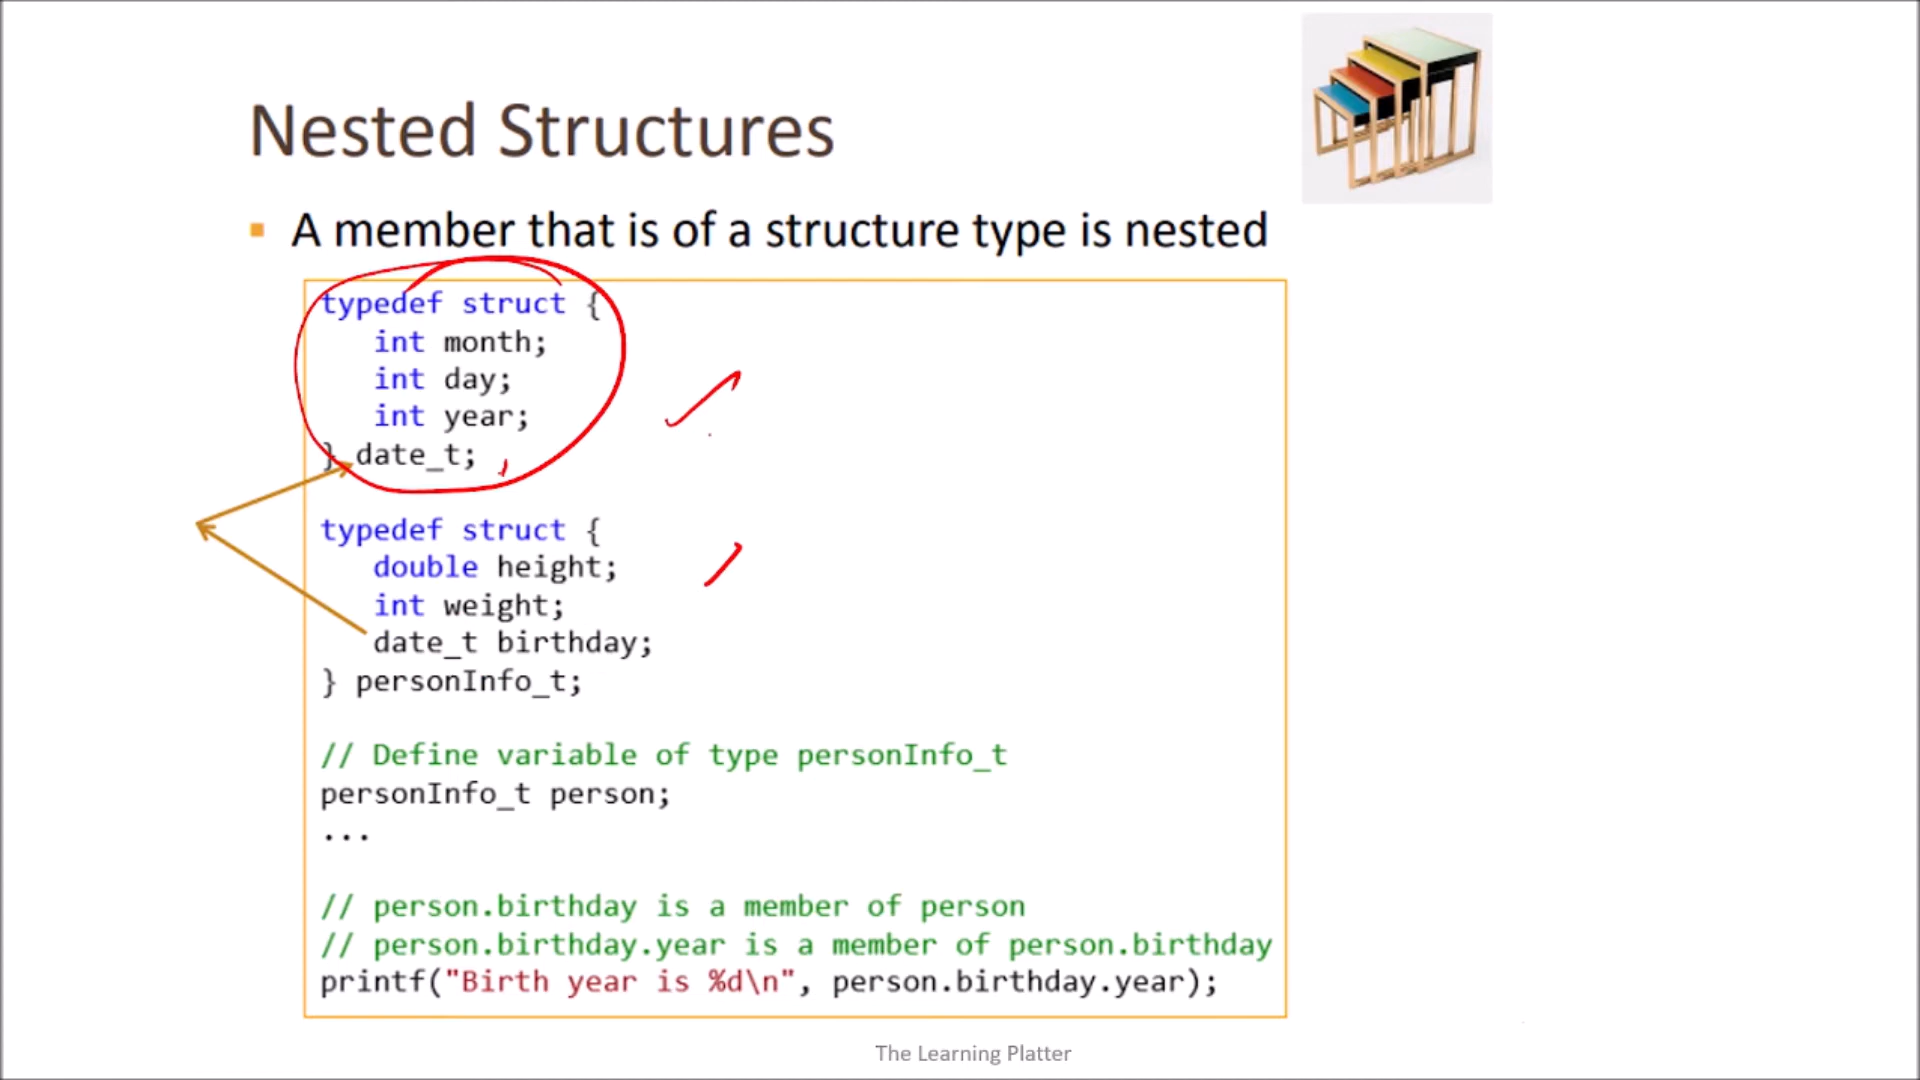 Nested Structures
▪ A member that is of a structure type is nested
typedef struct {
int month;
int day;
int year;
} date_t;
typedef struct {
double height;
int weight;
date_t birthday;
} personInfo_t;
// Define variable of type personInfo_t
personInfo_t person;
...
// person.birthday is a member of person
// person.birthday.year is a member of person.birthday
printf("Birth year is %d\n", person.birthday.year);
The Learning Platter